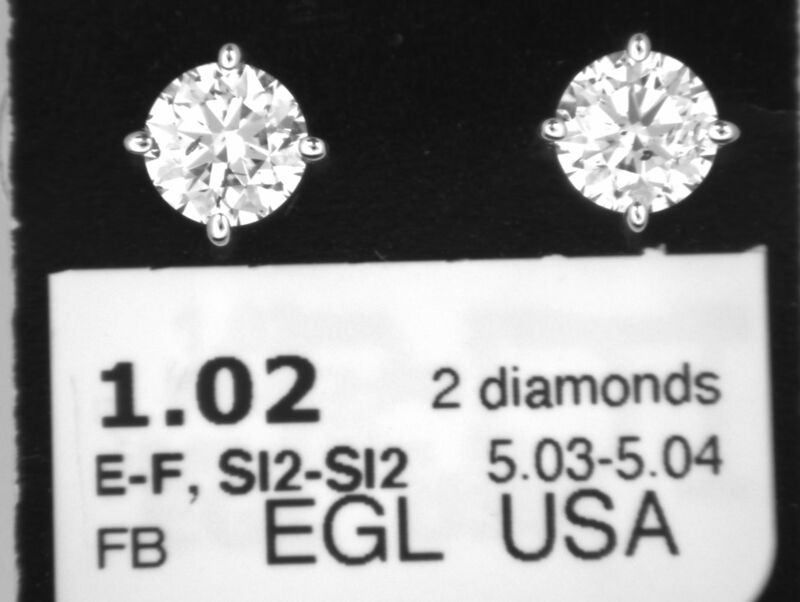 1.02 2 diamonds
E-F, SI2-SI2 5.03-5.04
FB EGL USA